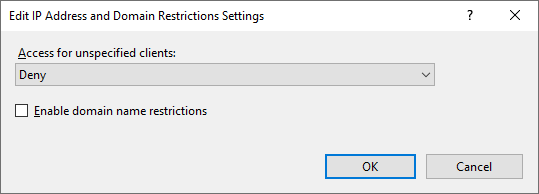 Edit IP Address and Domain Restrictions Settings
?
Access for unspecified clients:
Deny
Enable domain name restrictions
OK Cancel